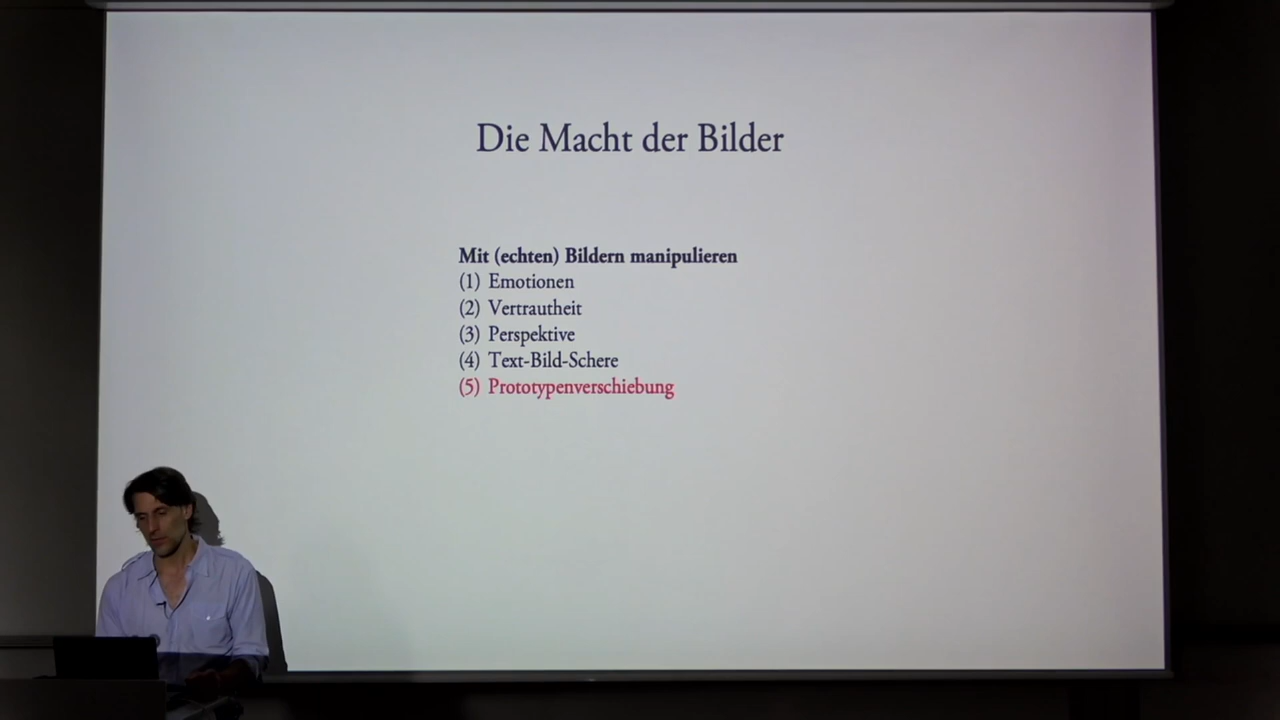 Die Macht der Bilder
Mit (echten) Bildern manipulieren
(1) Emotionen
(2) Vertrautheit
(3) Perspektive
(4) Text-Bild-Schere
(5) Prototypenverschiebung